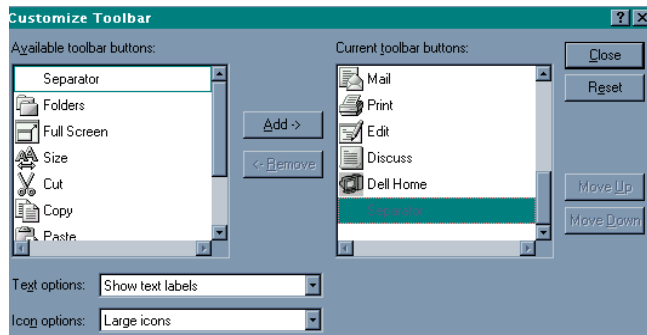 Customize Toolbar
Available toolbar buttons:
Separator
Folders
Full Screen
Size
Cut
Copy
Paste
Add ->
<- Remove
Current toolbar buttons:
Mail
Print
Edit
Discuss
Dell Home
Separator
Close
Reset
Move Up
Move Down
Text options: Show text labels
Icon options: Large icons